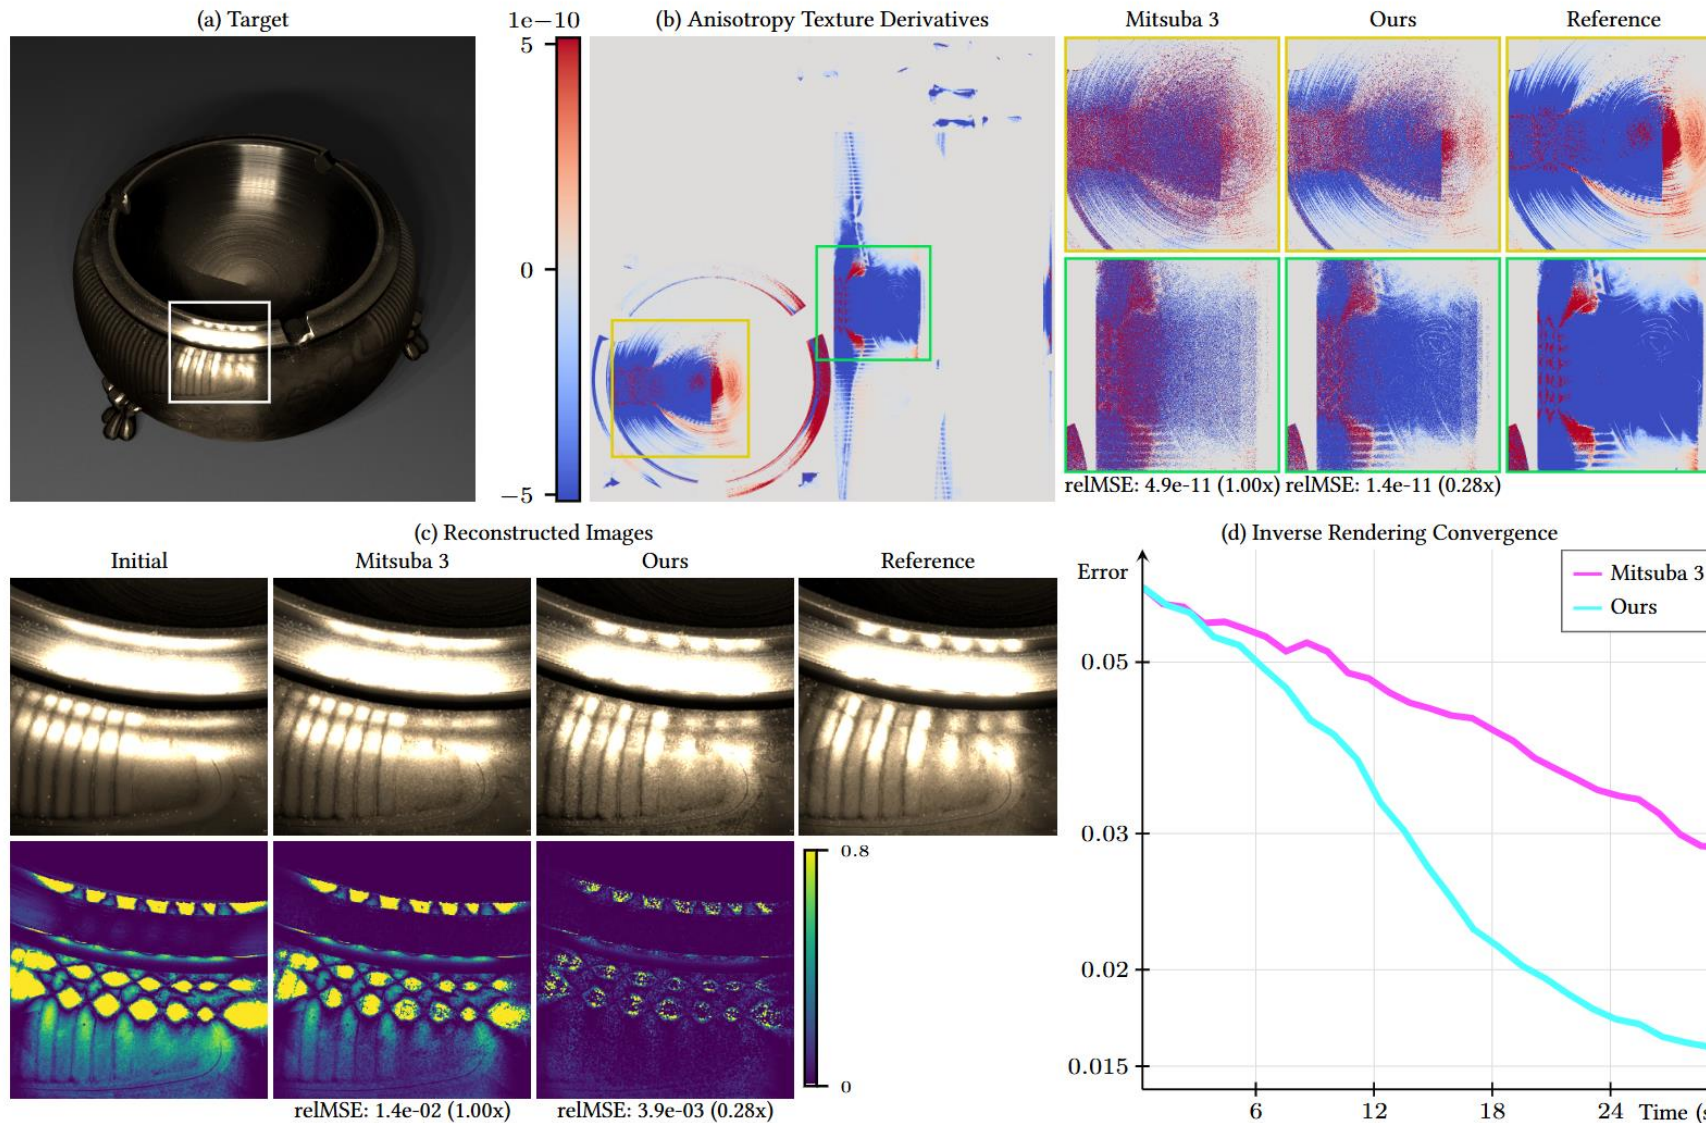 (a) Target
1e−10
(b) Anisotropy Texture Derivatives
Mitsuba 3
Ours
Reference
5
0
−5
relMSE: 4.9e-11 (1.00x)
relMSE: 1.4e-11 (0.28x)
(c) Reconstructed Images
Initial
Mitsuba 3
Ours
Reference
0.8
0
relMSE: 1.4e-02 (1.00x)
relMSE: 3.9e-03 (0.28x)
(d) Inverse Rendering Convergence
Error
Mitsuba 3
Ours
0.05
0.03
0.02
0.015
6
12
18
24
Time (s